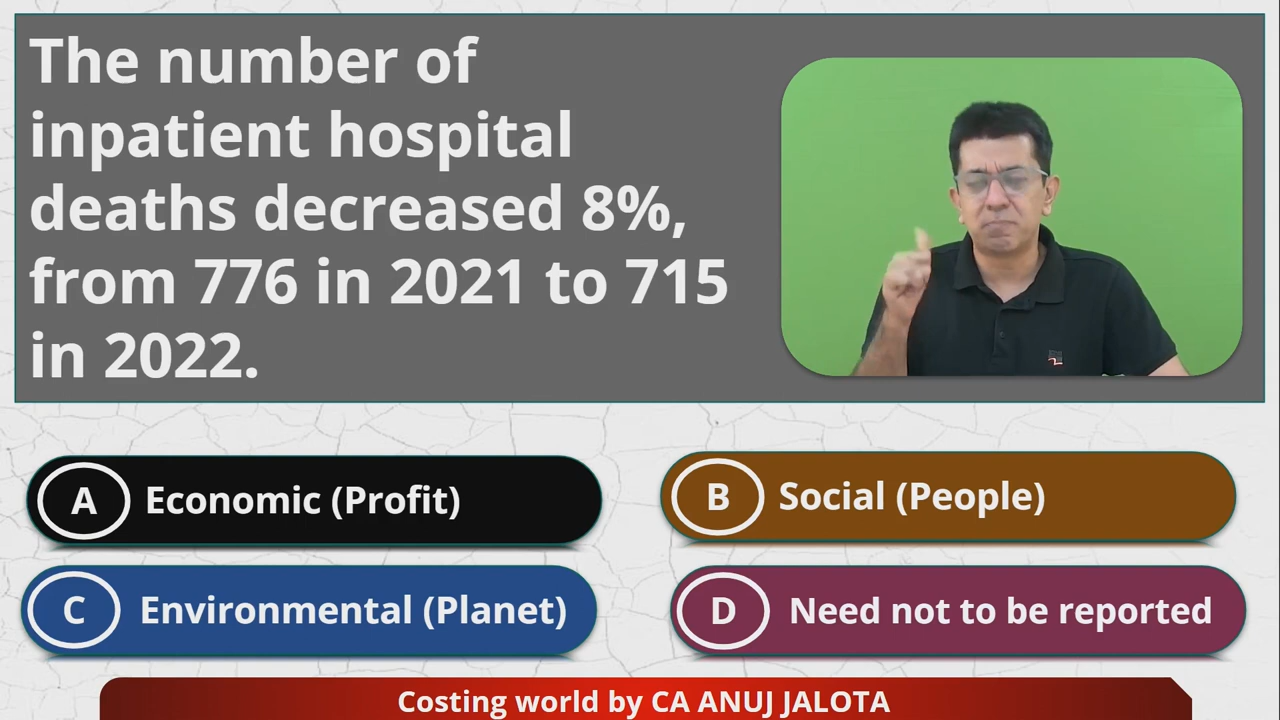 The number of
inpatient hospital
deaths decreased 8%,
from 776 in 2021 to 715
in 2022.
A Economic (Profit)
B Social (People)
C Environmental (Planet)
D Need not to be reported
Costing world by CA ANUJ JALOTA